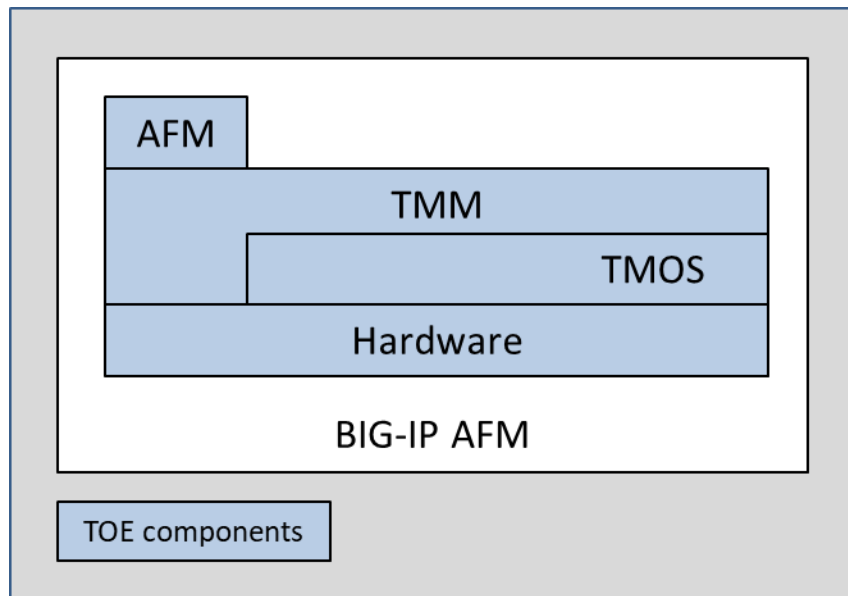 AFM
TMM
TMOS
Hardware
BIG-IP AFM
TOE components